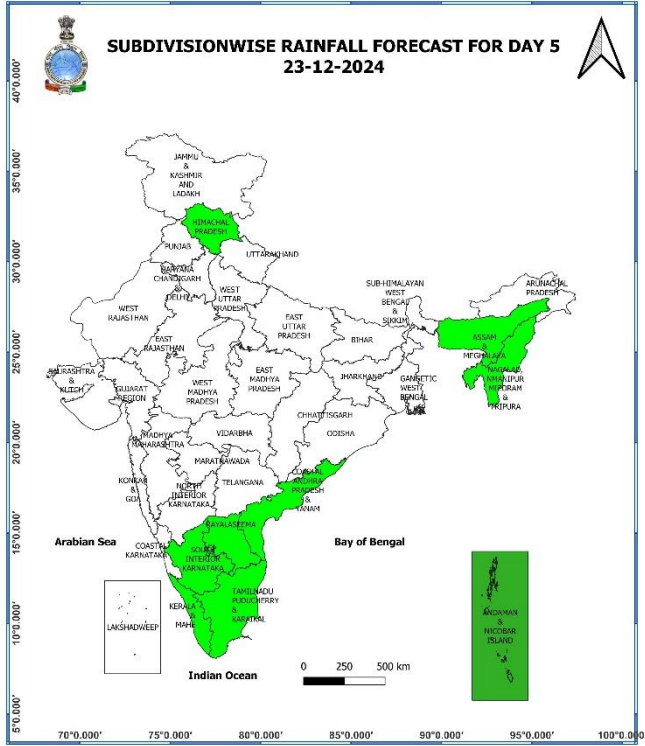 SUBDIVISIONWISE RAINFALL FORECAST FOR DAY 5
23-12-2024
40°0.000'
35°0.000'
30°0.000'
25°0.000'
20°0.000'
15°0.000'
10°0.000'
5°0.000'
JAMMU
&
KASHMIR
AND
LADAKH
HIMACHAL
PRADESH
PUNJAB
UTTARAKHAND
HARYANA
CHANDIGARH
&
DELHI
WEST
UTTAR
PRADESH
SUB-HIMALAYAN
WEST
BENGAL
&
SIKKIM
ARUNACHAL
PRADESH
WEST
RAJASTHAN
EAST
RAJASTHAN
EAST
UTTAR
PRADESH
BIHAR
ASSAM
&
MEGHALAYA
NAGALAD,
NMANIPUR
MIZORAM
&
TRIPURA
SAURASHTRA
&
KUTCH
GUJARAT
REGION
WEST
MADHYA
PRADESH
EAST
MADHYA
PRADESH
JHARKHAND
GANGETIC
WEST
BENGAL
CHHATTISGARH
ODISHA
MADHYA
MAHARASHTRA
VIDARBHA
MARATHAWADA
TELANGANA
KONKAN
&
GOA
NORTH
INTERIOR
KARNATAKA
COASTAL
ANDHRA
PRADESH
&
YANAM
RAYALASEEMA
Arabian Sea
COASTAL
KARNATAKA
SOUTH
INTERIOR
KARNATAKA
Bay of Bengal
LAKSHADWEEP
KERALA
&
MAHE
TAMILNADU
PUDUCHERRY
&
KARAIKAL
ANDAMAN
&
NICOBAR
ISLAND
Indian Ocean
0 250 500 km
70°0.000' 75°0.000' 80°0.000' 85°0.000' 90°0.000' 95°0.000' 100°0.000'